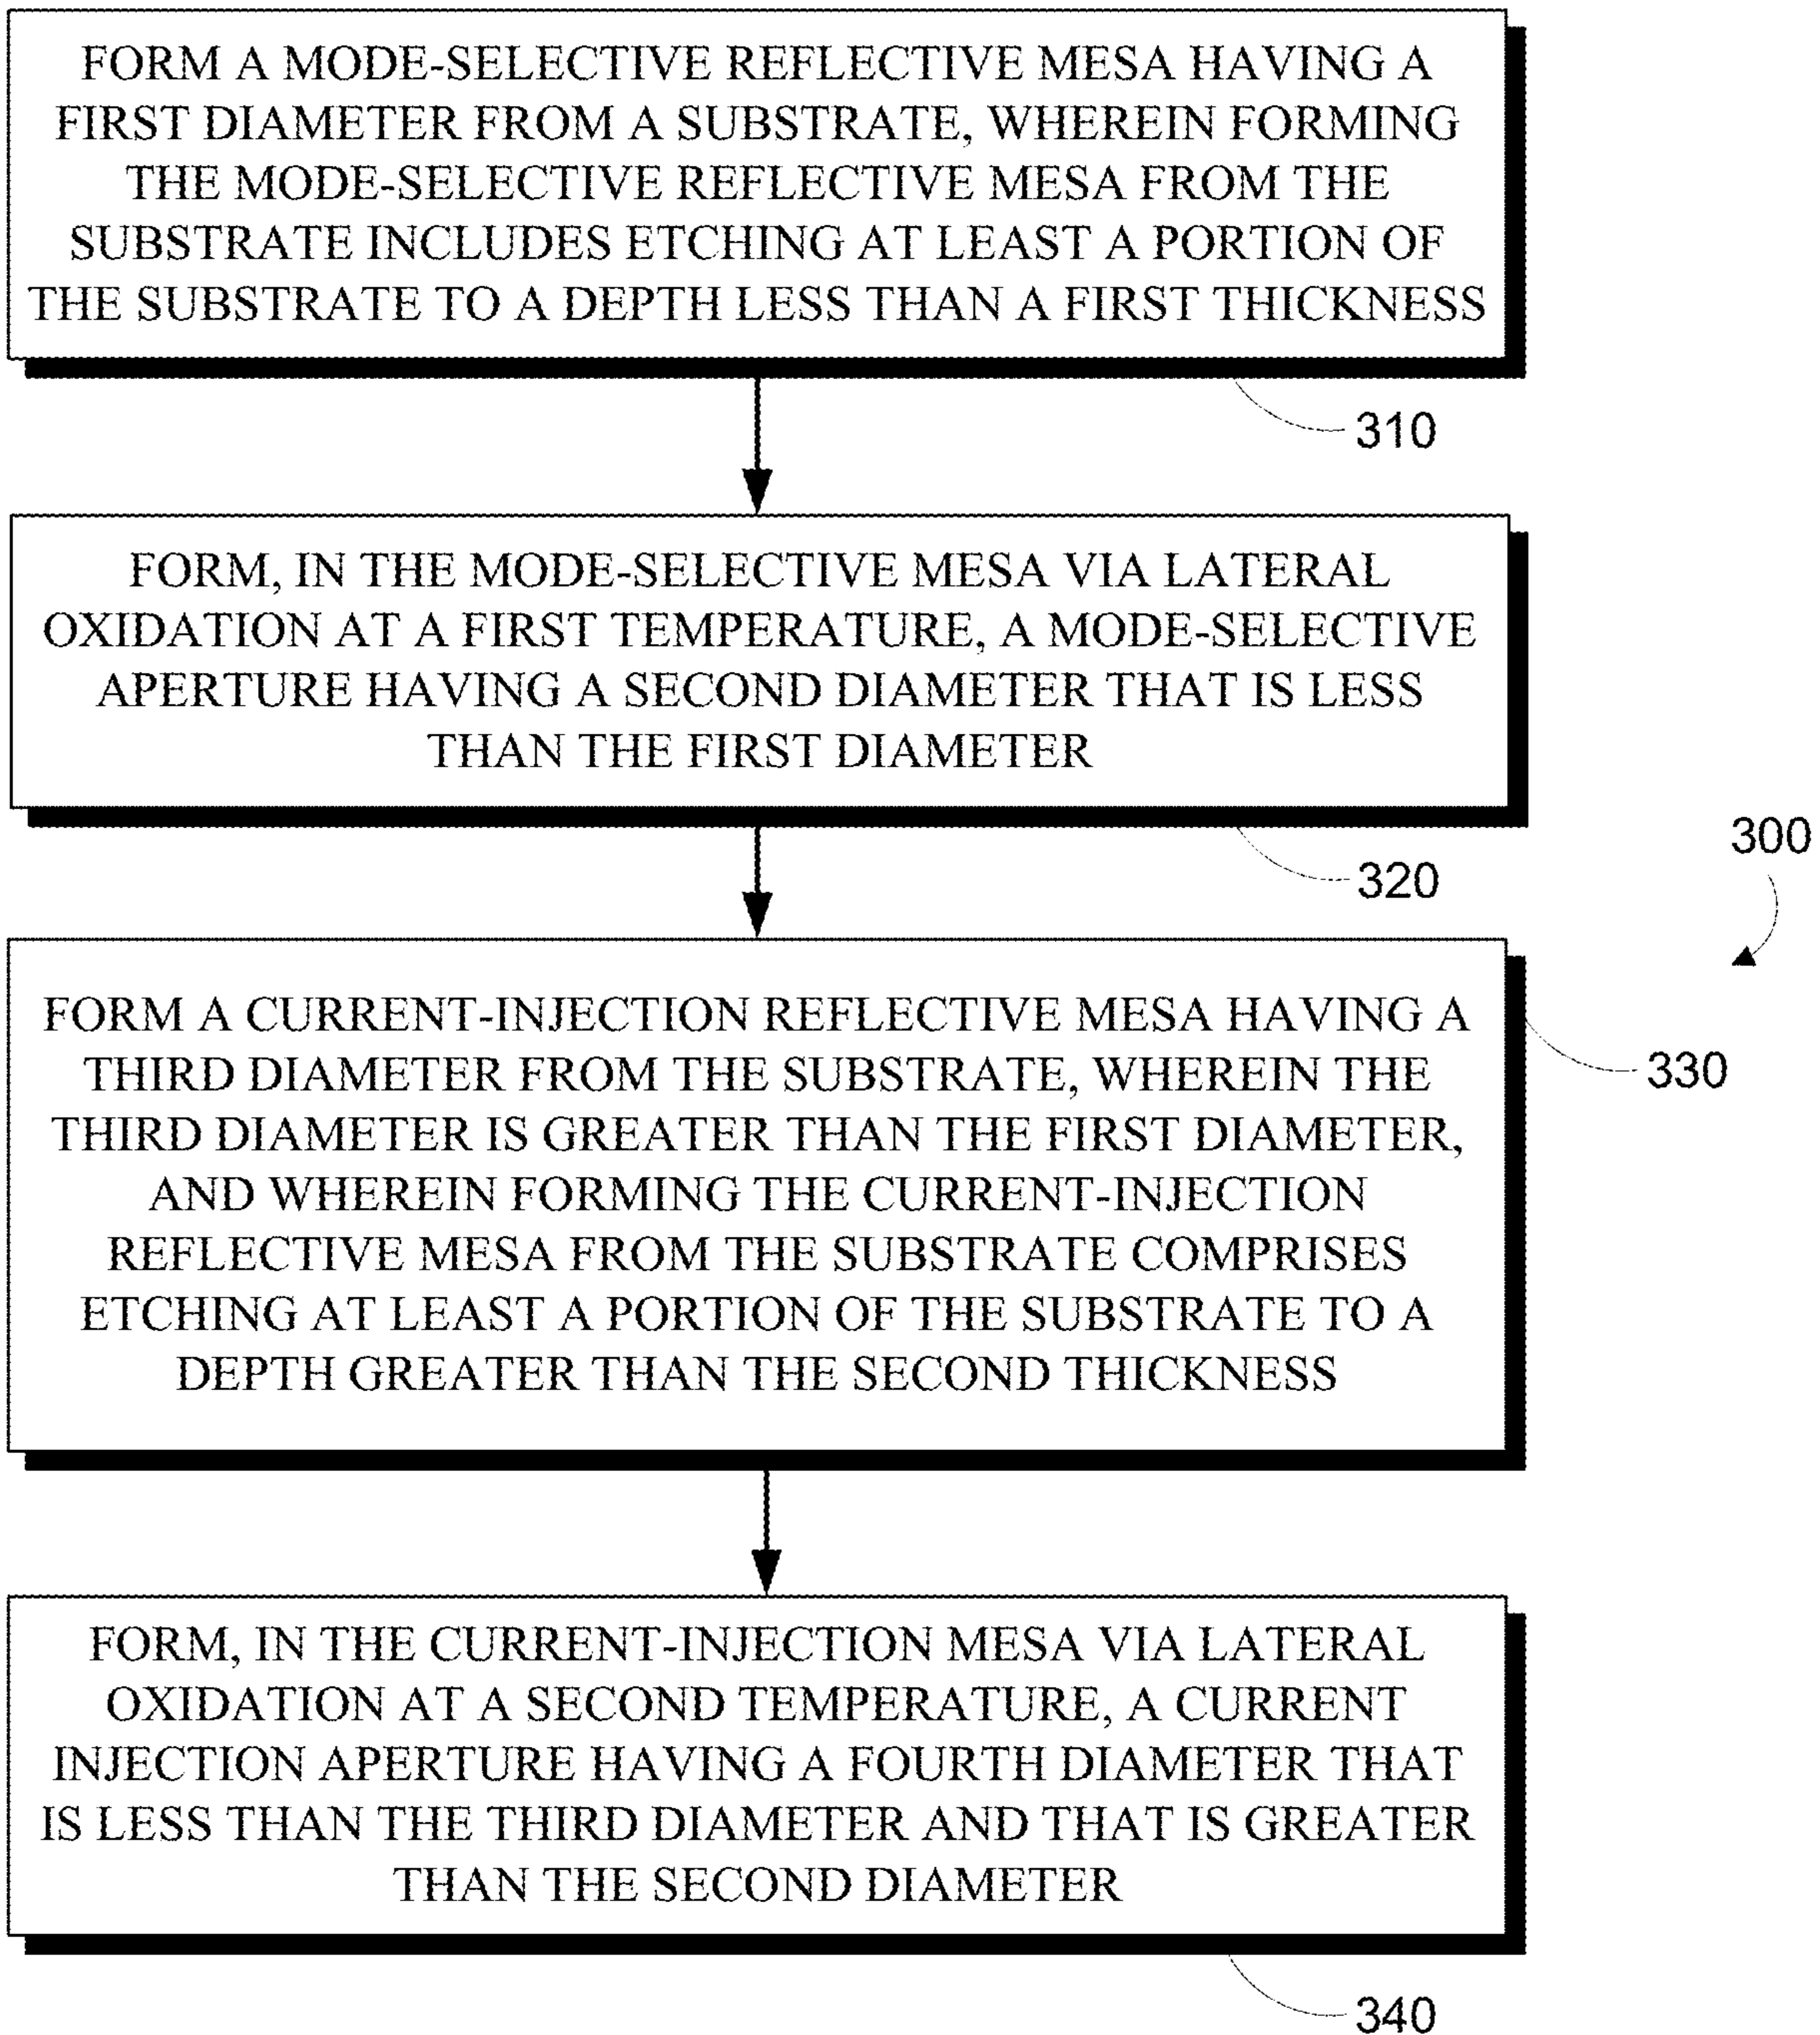 FORM A MODE-SELECTIVE REFLECTIVE MESA HAVING A
FIRST DIAMETER FROM A SUBSTRATE, WHEREIN FORMING
THE MODE-SELECTIVE REFLECTIVE MESA FROM THE
SUBSTRATE INCLUDES ETCHING AT LEAST A PORTION OF
THE SUBSTRATE TO A DEPTH LESS THAN A FIRST THICKNESS
310
FORM, IN THE MODE-SELECTIVE MESA VIA LATERAL
OXIDATION AT A FIRST TEMPERATURE, A MODE-SELECTIVE
APERTURE HAVING A SECOND DIAMETER THAT IS LESS
THAN THE FIRST DIAMETER
320
300
FORM A CURRENT-INJECTION REFLECTIVE MESA HAVING A
THIRD DIAMETER FROM THE SUBSTRATE, WHEREIN THE
THIRD DIAMETER IS GREATER THAN THE FIRST DIAMETER,
AND WHEREIN FORMING THE CURRENT-INJECTION
REFLECTIVE MESA FROM THE SUBSTRATE COMPRISES
ETCHING AT LEAST A PORTION OF THE SUBSTRATE TO A
DEPTH GREATER THAN THE SECOND THICKNESS
330
FORM, IN THE CURRENT-INJECTION MESA VIA LATERAL
OXIDATION AT A SECOND TEMPERATURE, A CURRENT
INJECTION APERTURE HAVING A FOURTH DIAMETER THAT
IS LESS THAN THE THIRD DIAMETER AND THAT IS GREATER
THAN THE SECOND DIAMETER
340